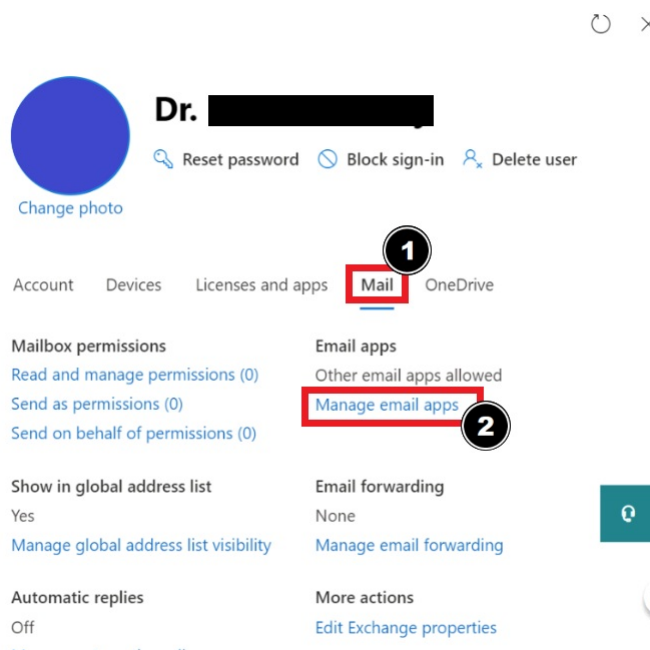 Dr.
Reset password Block sign-in Delete user
Change photo
1
Account Devices Licenses and apps Mail OneDrive
Mailbox permissions Email apps
Read and manage permissions (0) Other email apps allowed
Send as permissions (0) Manage email apps
2
Send on behalf of permissions (0)
Show in global address list Email forwarding
Yes None
Manage global address list visibility Manage email forwarding
Automatic replies More actions
Off Edit Exchange properties